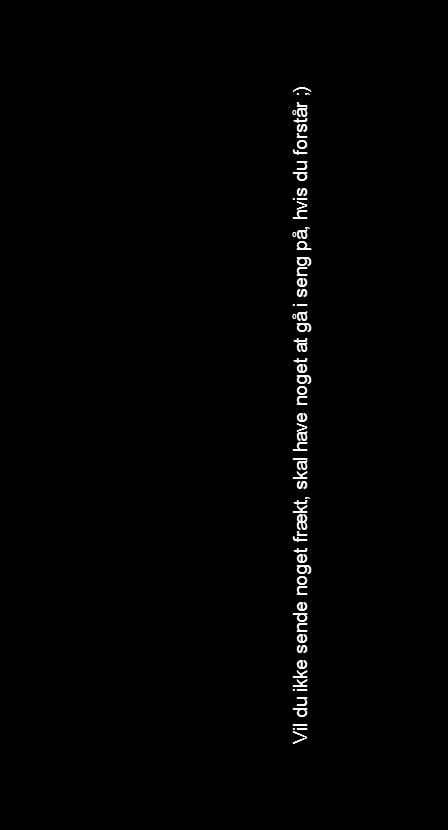 Vil du ikke sende noget frækt, skal have noget at gå i seng på, hvis du forstår ;)